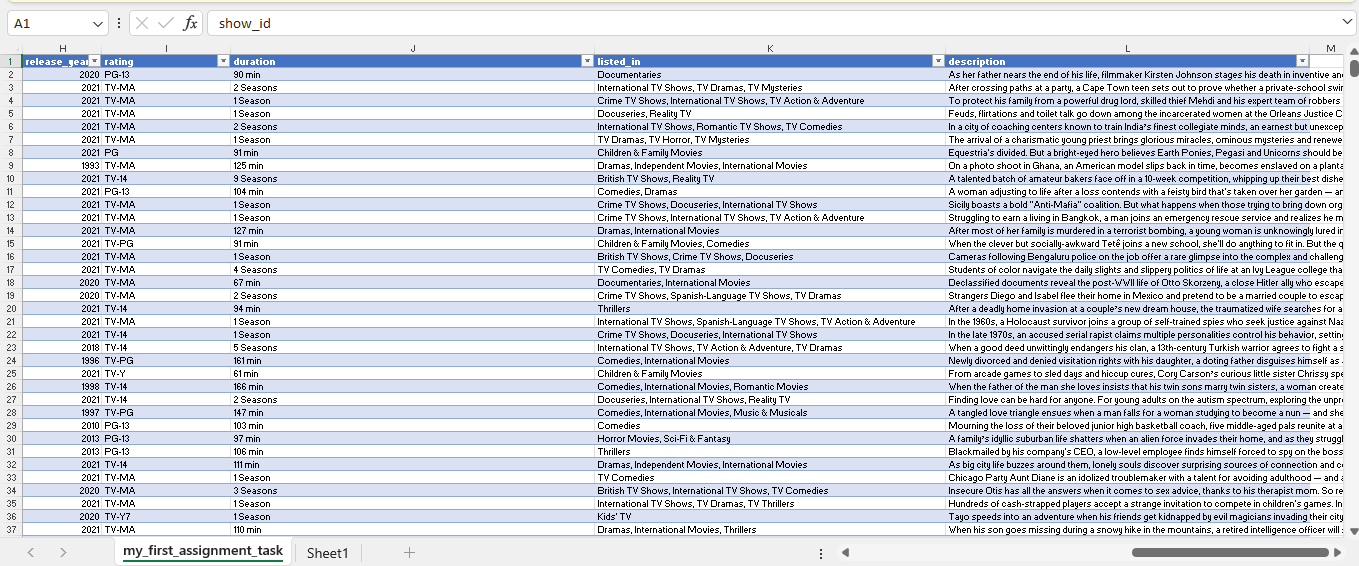 A1 fx show_id
H I J K L M
1 release_year rating duration listed_in description
2 2020 PG-13 90 min Documentaries As her father nears the end of his life, filmmaker Kirsten Johnson stages his death in inventive an
3 2021 TV-MA 2 Seasons International TV Shows, TV Dramas, TV Mysteries After crossing paths at a party, a Cape Town teen sets out to prove whether a private-school swi
4 2021 TV-MA 1 Season Crime TV Shows, International TV Shows, TV Action & Adventure To protect his family from a powerful drug lord, skilled thief Mehdi and his expert team of robbers
5 2021 TV-MA 1 Season Docuseries, Reality TV Feuds, flirtations and toilet talk go down among the incarcerated women at the Orleans Justice C
6 2021 TV-MA 2 Seasons International TV Shows, Romantic TV Shows, TV Comedies In a city of coaching centers known to train India's finest collegiate minds, an earnest but unexcep
7 2021 TV-MA 1 Season TV Dramas, TV Horror, TV Mysteries The arrival of a charismatic young priest brings glorious miracles, ominous mysteries and renewe
8 2021 PG 91 min Children & Family Movies Equestria's divided. But a bright-eyed hero believes Earth Ponies, Pegasi and Unicorns should be
9 1993 TV-MA 125 min Dramas, Independent Movies, International Movies On a photo shoot in Ghana, an American model slips back in time, becomes enslaved on a planta
10 2021 TV-14 9 Seasons British TV Shows, Reality TV A talented batch of amateur bakers face off in a 10-week competition, whipping up their best dishe
11 2021 PG-13 104 min Comedies, Dramas A woman adjusting to life after a loss contends with a feisty bird that's taken over her garden — a
12 2021 TV-MA 1 Season Crime TV Shows, Docuseries, International TV Shows Sicily boasts a bold "Anti-Mafia" coalition. But what happens when those trying to bring down org
13 2021 TV-MA 1 Season Crime TV Shows, International TV Shows, TV Action & Adventure Struggling to earn a living in Bangkok, a man joins an emergency rescue service and realizes he m
14 2021 TV-MA 127 min Dramas, International Movies After most of her family is murdered in a terrorist bombing, a young woman is unknowingly lured in
15 2021 TV-PG 91 min Children & Family Movies, Comedies When the clever but socially-awkward Tetê joins a new school, she'll do anything to fit in. But the q
16 2021 TV-MA 1 Season British TV Shows, Crime TV Shows, Docuseries Cameras following Bengaluru police on the job offer a rare glimpse into the complex and challeng
17 2021 TV-MA 4 Seasons TV Comedies, TV Dramas Students of color navigate the daily slights and slippery politics of life at an Ivy League college tha
18 2020 TV-MA 67 min Documentaries, International Movies Declassified documents reveal the post-WWII life of Otto Skorzeny, a close Hitler ally who escape
19 2020 TV-MA 2 Seasons Crime TV Shows, Spanish-Language TV Shows, TV Dramas Strangers Diego and Isabel flee their home in Mexico and pretend to be a married couple to escap
20 2021 TV-14 94 min Thrillers After a deadly home invasion at a couple's new dream house, the traumatized wife searches for a
21 2021 TV-MA 1 Season International TV Shows, Spanish-Language TV Shows, TV Action & Adventure In the 1960s, a Holocaust survivor joins a group of self-trained spies who seek justice against Naz
22 2021 TV-14 1 Season Crime TV Shows, Docuseries, International TV Shows In the late 1970s, an accused serial rapist claims multiple personalities control his behavior, settin
23 2018 TV-14 5 Seasons International TV Shows, TV Action & Adventure, TV Dramas When a good deed unwittingly endangers his clan, a 13th-century Turkish warrior agrees to fight a s
24 1996 TV-PG 161 min Comedies, International Movies Newly divorced and denied visitation rights with his daughter, a doting father disguises himself as
25 2021 TV-Y 61 min Children & Family Movies From arcade games to sled days and hiccup cures, Cory Carson's curious little sister Chrissy spe
26 1998 TV-14 166 min Comedies, International Movies, Romantic Movies When the father of the man she loves insists that his twin sons marry twin sisters, a woman create
27 2021 TV-14 2 Seasons Docuseries, International TV Shows, Reality TV Finding love can be hard for anyone. For young adults on the autism spectrum, exploring the unpr
28 1997 TV-PG 147 min Comedies, International Movies, Music & Musicals A tangled love triangle ensues when a man falls for a woman studying to become a nun — and she
29 2010 PG-13 103 min Comedies Mourning the loss of their beloved junior high basketball coach, five middle-aged pals reunite at a
30 2013 PG-13 97 min Horror Movies, Sci-Fi & Fantasy A family's idyllic suburban life shatters when an alien force invades their home, and as they strugg
31 2013 PG-13 106 min Thrillers Blackmailed by his company's CEO, a low-level employee finds himself forced to spy on the boss
32 2021 TV-14 111 min Dramas, Independent Movies, International Movies As big city life buzzes around them, lonely souls discover surprising sources of connection and c
33 2021 TV-MA 1 Season TV Comedies Chicago Party Aunt Diane is an idolized troublemaker with a talent for avoiding adulthood — and a
34 2020 TV-MA 3 Seasons British TV Shows, International TV Shows, TV Comedies Insecure Otis has all the answers when it comes to sex advice, thanks to his therapist mom. So re
35 2021 TV-MA 1 Season International TV Shows, TV Dramas, TV Thrillers Hundreds of cash-strapped players accept a strange invitation to compete in children's games. In
36 2020 TV-Y7 1 Season Kids' TV Tayo speeds into an adventure when his friends get kidnapped by evil magicians invading their city
37 2021 TV-MA 110 min Dramas, International Movies, Thrillers When his son goes missing during a snowy hike in the mountains, a retired intelligence officer will
my_first_assignment_task Sheet1